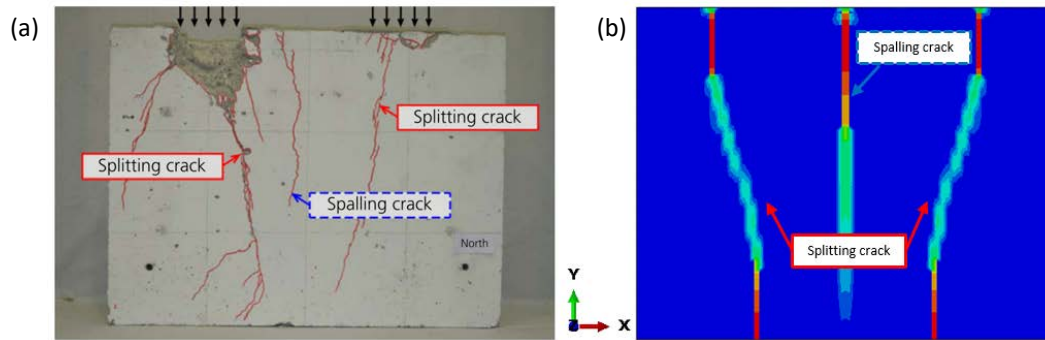 (a)
Splitting crack
Splitting crack
Spalling crack
North
(b)
Spalling crack
Splitting crack
Y
X